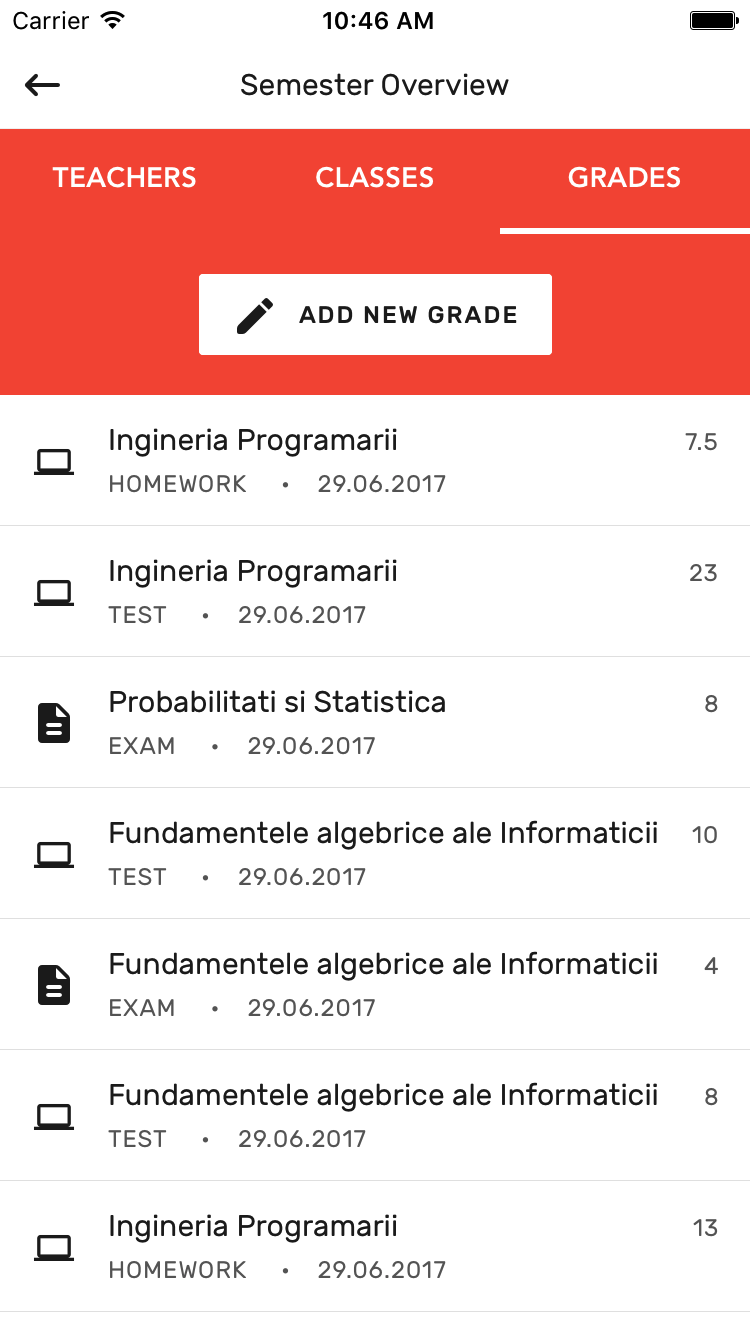 Carrier 10:46 AM
Semester Overview
TEACHERS CLASSES GRADES
ADD NEW GRADE
Ingineria Programarii 7.5
HOMEWORK • 29.06.2017
Ingineria Programarii 23
TEST • 29.06.2017
Probabilitati si Statistica 8
EXAM • 29.06.2017
Fundamentele algebrice ale Informaticii 10
TEST • 29.06.2017
Fundamentele algebrice ale Informaticii 4
EXAM • 29.06.2017
Fundamentele algebrice ale Informaticii 8
TEST • 29.06.2017
Ingineria Programarii 13
HOMEWORK • 29.06.2017